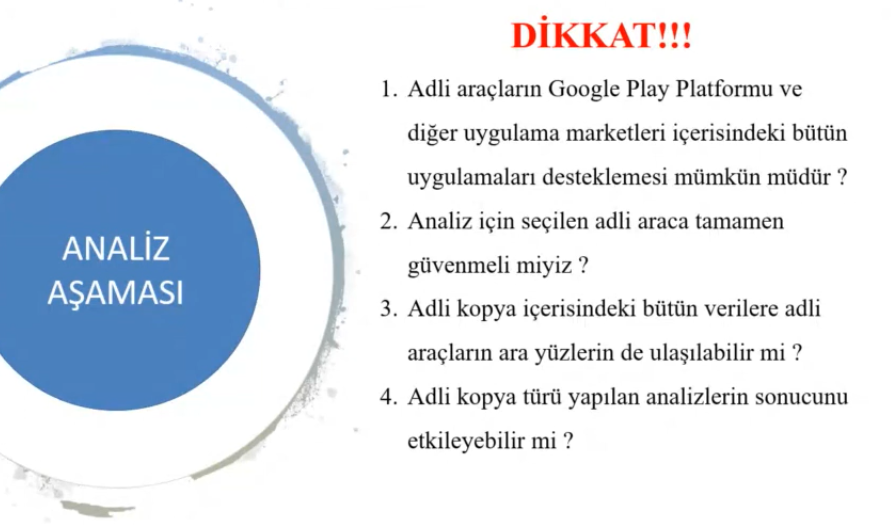 DİKKAT!!!
1. Adli araçların Google Play Platformu ve
diğer uygulama marketleri içerisindeki bütün
uygulamaları desteklemesi mümkün müdür ?
2. Analiz için seçilen adli araca tamamen
güvenmeli miyiz ?
3. Adli kopya içerisindeki bütün verilere adli
araçların ara yüzlerin de ulaşılabilir mi ?
4. Adli kopya türü yapılan analizlerin sonucunu
etkileyebilir mi ?
ANALİZ
AŞAMASI